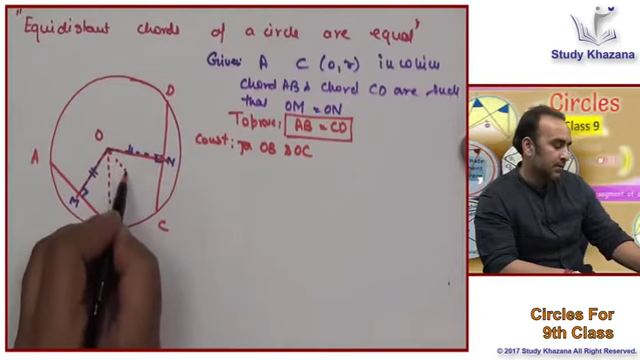 "Equidistant chords of a circle are equal"
Given A C (O, r) in which
chord AB & chord CD are such
that OM = ON
To prove: AB = CD
Const: Jn OB & OC
D
O
A
M
N
C
Study Khazana
Circles
Class 9
Circles For
9th Class
© 2017 Study Khazana All Right Reserved.